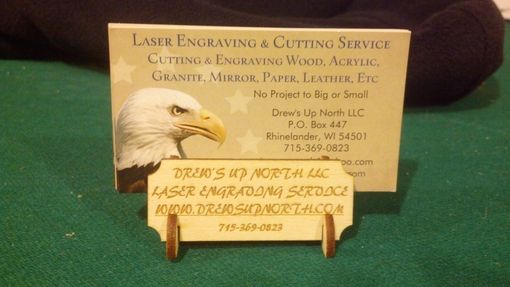 Laser Engraving & Cutting Service
Cutting & Engraving Wood, Acrylic,
Granite, Mirror, Paper, Leather, Etc
No Project to Big or Small
Drew's Up North LLC
P.O. Box 447
Rhinelander, WI 54501
715-369-0823
.com
DREW'S UP NORTH LLC
LASER ENGRAVING SERVICE
WWW.DREWSUPNORTH.COM
715-369-0823